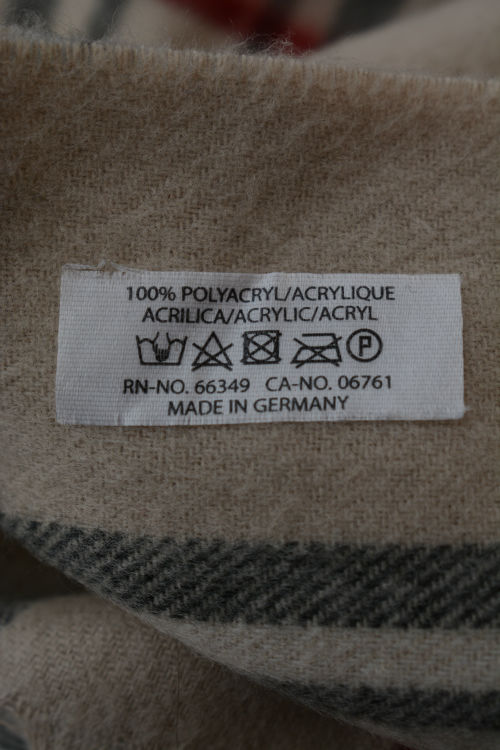 100% POLYACRYL/ACRYLIQUE
ACRILICA/ACRYLIC/ACRYL
P
RN-NO. 66349 CA-NO. 06761
MADE IN GERMANY